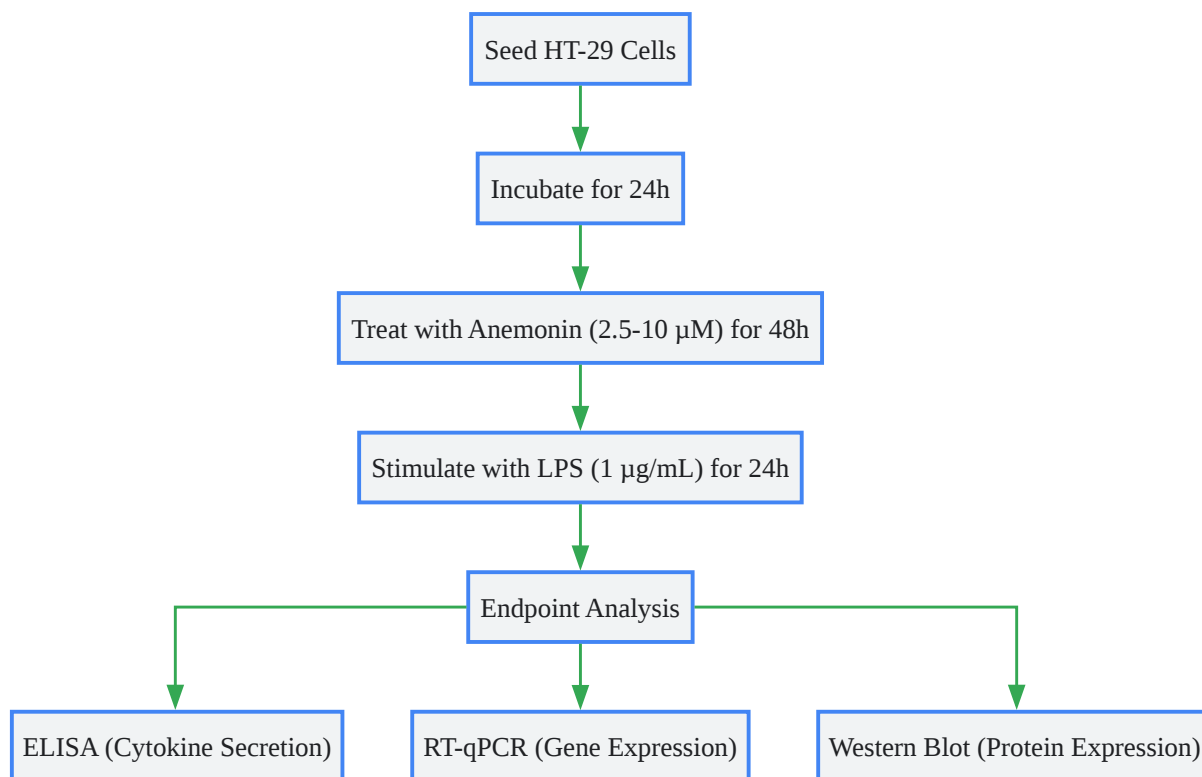 Seed HT-29 Cells
Incubate for 24h
Treat with Anemonin (2.5-10 µM) for 48h
Stimulate with LPS (1 µg/mL) for 24h
Endpoint Analysis
ELISA (Cytokine Secretion)
RT-qPCR (Gene Expression)
Western Blot (Protein Expression)